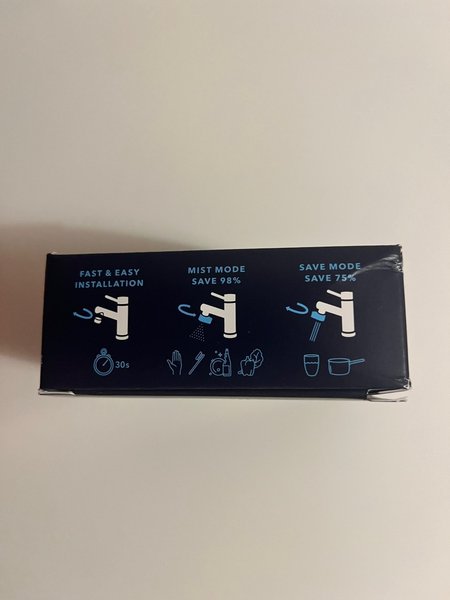 FAST & EASY
INSTALLATION
30s
MIST MODE
SAVE 98%
SAVE MODE
SAVE 75%